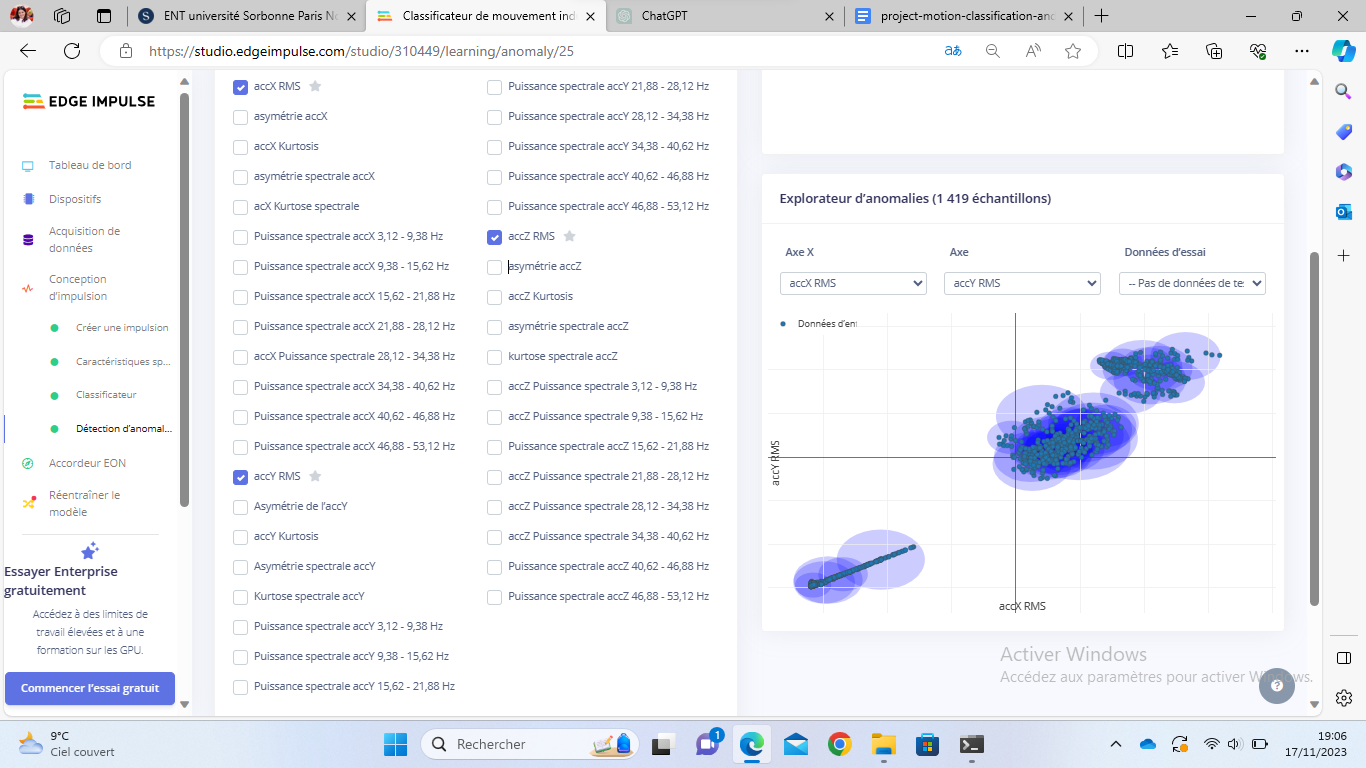 ENT université Sorbonne Paris No
Classificateur de mouvement ind
ChatGPT
project-motion-classification-and
https://studio.edgeimpulse.com/studio/310449/learning/anomaly/25
EDGE IMPULSE
Tableau de bord
Dispositifs
Acquisition de
données
Conception
d'impulsion
Créer une impulsion
Caractéristiques sp...
Classificateur
Détection d'anomal...
Accordeur EON
Réentraîner le
modèle
Essayer Enterprise
gratuitement
Accédez à des limites de
travail élevées et à une
formation sur les GPU.
Commencer l'essai gratuit
accX RMS
asymétrie accX
accX Kurtosis
asymétrie spectrale accX
acX Kurtose spectrale
Puissance spectrale accX 3,12 - 9,38 Hz
Puissance spectrale accX 9,38 - 15,62 Hz
Puissance spectrale accX 15,62 - 21,88 Hz
Puissance spectrale accX 21,88 - 28,12 Hz
accX Puissance spectrale 28,12 - 34,38 Hz
Puissance spectrale accX 34,38 - 40,62 Hz
Puissance spectrale accX 40,62 - 46,88 Hz
Puissance spectrale accX 46,88 - 53,12 Hz
accY RMS
Asymétrie de l'accY
accY Kurtosis
Asymétrie spectrale accY
Kurtose spectrale accY
Puissance spectrale accY 3,12 - 9,38 Hz
Puissance spectrale accY 9,38 - 15,62 Hz
Puissance spectrale accY 15,62 - 21,88 Hz
Puissance spectrale accY 21,88 - 28,12 Hz
Puissance spectrale accY 28,12 - 34,38 Hz
Puissance spectrale accY 34,38 - 40,62 Hz
Puissance spectrale accY 40,62 - 46,88 Hz
Puissance spectrale accY 46,88 - 53,12 Hz
accZ RMS
asymétrie accZ
accZ Kurtosis
asymétrie spectrale accZ
kurtose spectrale accZ
accZ Puissance spectrale 3,12 - 9,38 Hz
accZ Puissance spectrale 9,38 - 15,62 Hz
Puissance spectrale accZ 15,62 - 21,88 Hz
accZ Puissance spectrale 21,88 - 28,12 Hz
accZ Puissance spectrale 28,12 - 34,38 Hz
accZ Puissance spectrale 34,38 - 40,62 Hz
Puissance spectrale accZ 40,62 - 46,88 Hz
Puissance spectrale accZ 46,88 - 53,12 Hz
Explorateur d'anomalies (1 419 échantillons)
Axe X
Axe
Données d'essai
accX RMS
accY RMS
-- Pas de données de te
Données d'en
accY RMS
accX RMS
Activer Windows
Accédez aux paramètres pour activer Windows.
9°C
Ciel couvert
Rechercher
1
19:06
17/11/2023